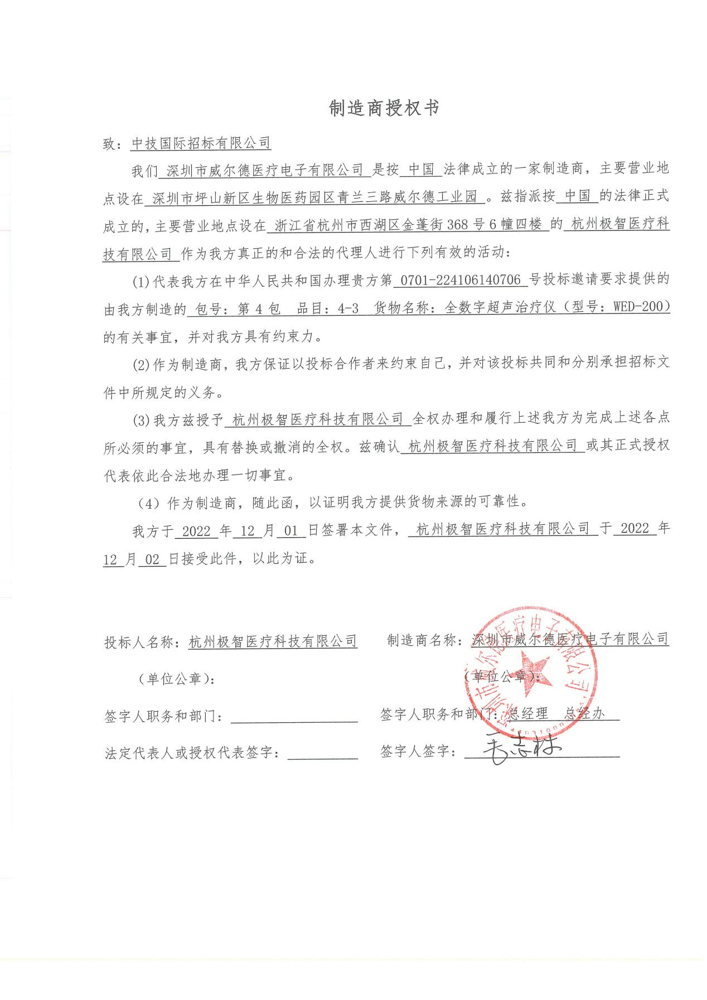 制造商授权书
致：中技国际招标有限公司
我们 深圳市威尔德医疗电子有限公司 是按 中国 法律成立的一家制造商，主要营业地
点设在 深圳市坪山新区生物医药园区青兰三路威尔德工业园 。兹指派按 中国 的法律正式
成立的，主要营业地点设在 浙江省杭州市西湖区金蓬街 368 号 6 幢四楼 的 杭州极智医疗科
技有限公司 作为我方真正的和合法的代理人进行下列有效的活动：
(1)代表我方在中华人民共和国办理贵方第 0701-224106140706 号投标邀请要求提供的
由我方制造的 包号：第 4 包 品目：4-3 货物名称：全数字超声治疗仪（型号：WED-200）
的有关事宜，并对我方具有约束力。
(2)作为制造商，我方保证以投标合作者来约束自己，并对该投标共同和分别承担招标文
件中所规定的义务。
(3)我方兹授予 杭州极智医疗科技有限公司 全权办理和履行上述我方为完成上述各点
所必须的事宜，具有替换或撤消的全权。兹确认 杭州极智医疗科技有限公司 或其正式授权
代表依此合法地办理一切事宜。
（4）作为制造商，随此函，以证明我方提供货物来源的可靠性。
我方于 2022 年 12 月 01 日签署本文件， 杭州极智医疗科技有限公司 于 2022 年
12 月 02 日接受此件，以此为证。
投标人名称：杭州极智医疗科技有限公司 制造商名称：深圳市威尔德医疗电子有限公司
（单位公章）： （单位公章）：
签字人职务和部门： 签字人职务和部门：总经理 总经办
法定代表人或授权代表签字： 签字人签字：
深圳市威尔德医疗电子有限公司